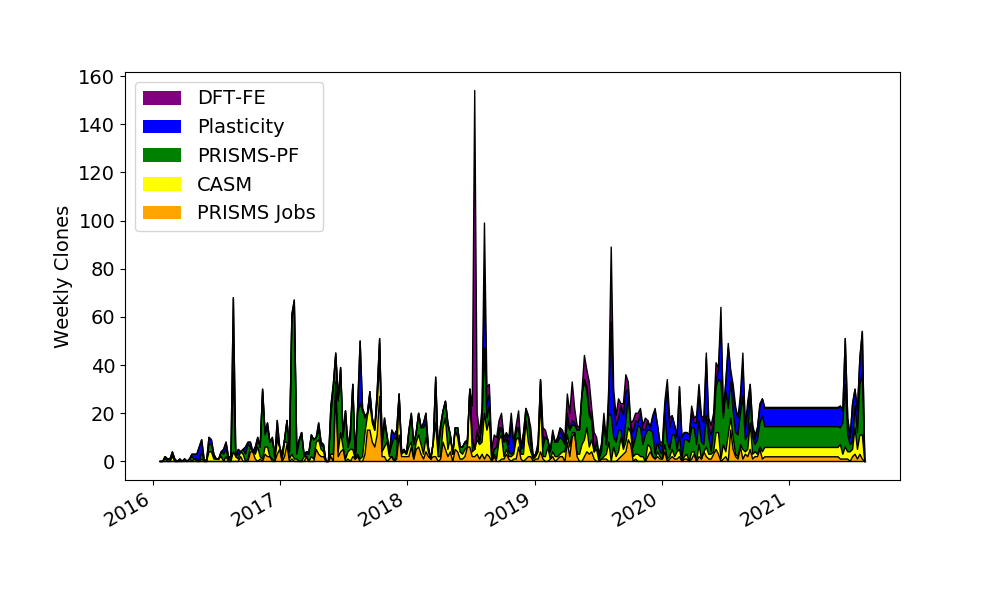 160
140
120
100
80
60
40
20
0
Weekly Clones
DFT-FE
Plasticity
PRISMS-PF
CASM
PRISMS Jobs
2016
2017
2018
2019
2020
2021